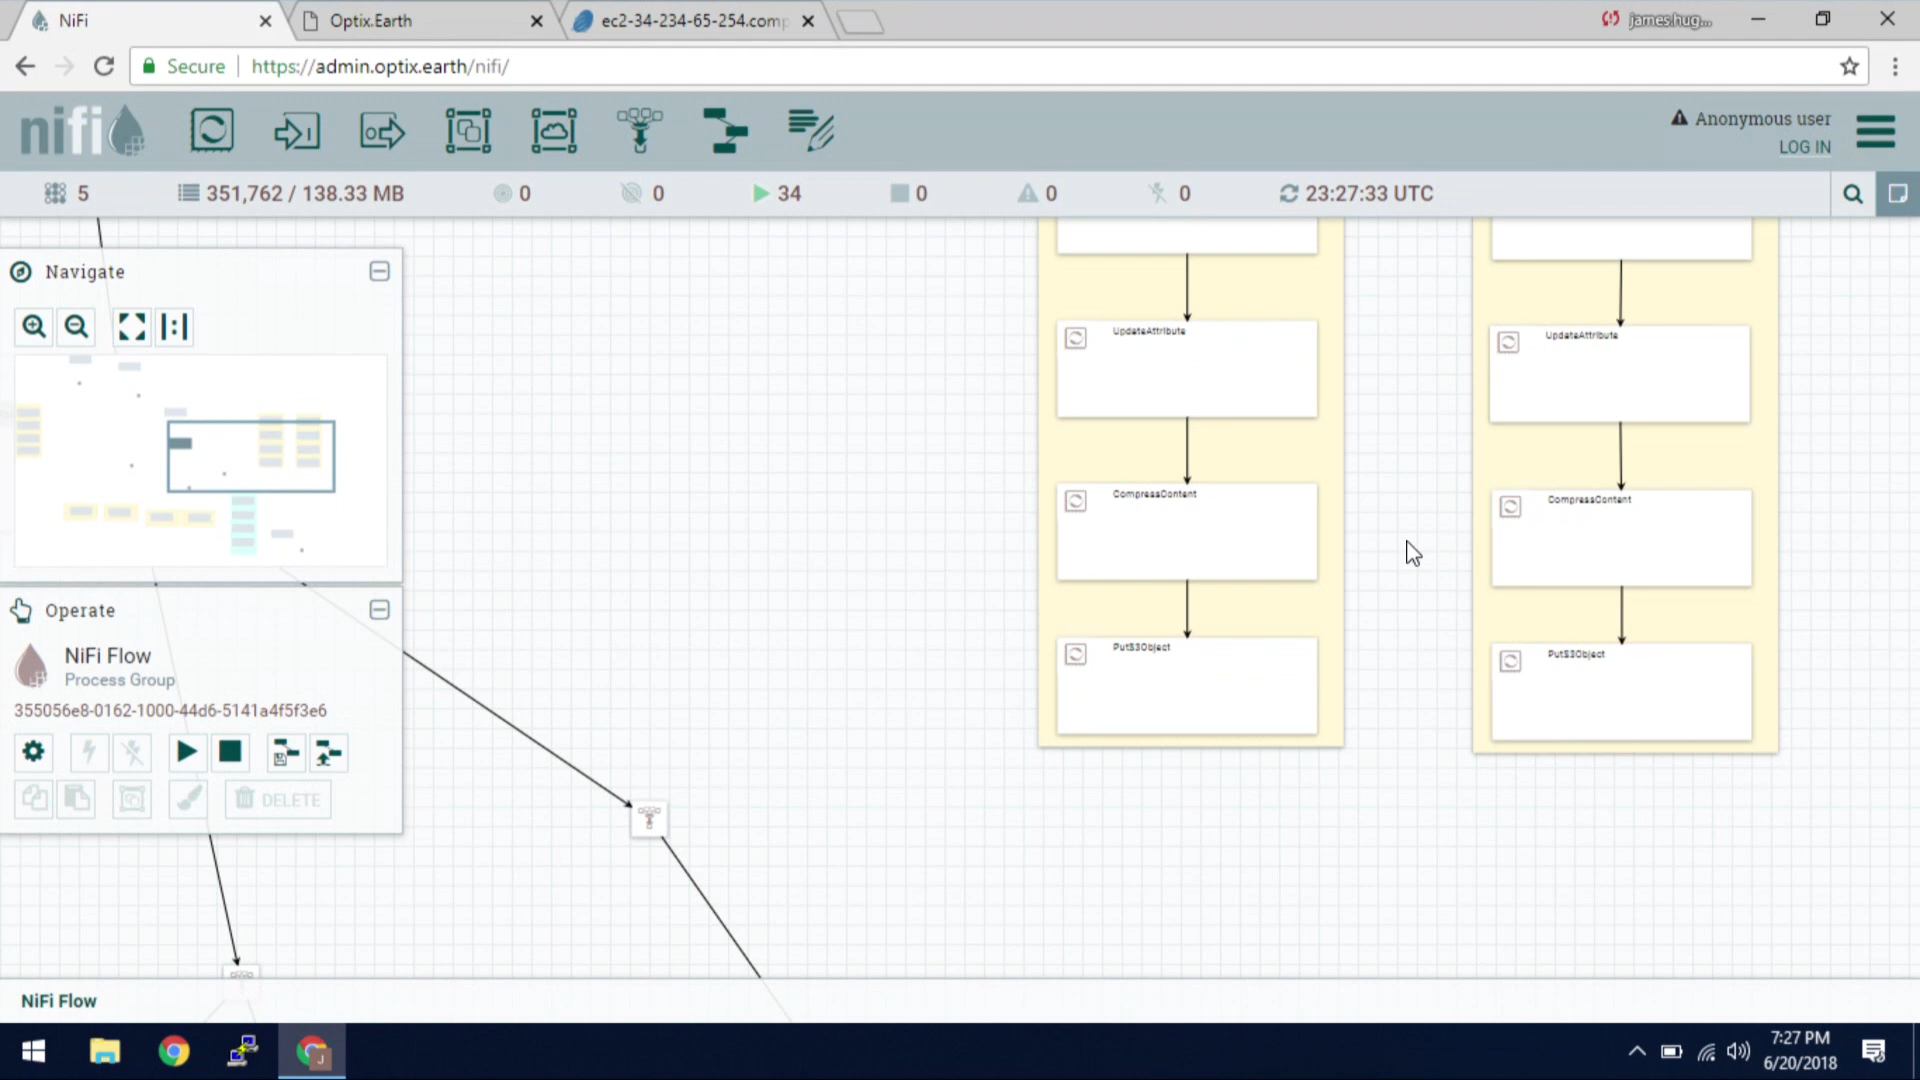 NiFi
Optix.Earth
ec2-34-234-65-254.comp
james.hug...
Secure
https://admin.optix.earth/nifi/
nifi
Anonymous user
LOG IN
5
351,762 / 138.33 MB
0
0
34
0
0
0
23:27:33 UTC
Navigate
UpdateAttribute
UpdateAttribute
CompressContent
CompressContent
Operate
NiFi Flow
Process Group
355056e8-0162-1000-44d6-5141a4f5f3e6
DELETE
PutS3Object
PutS3Object
NiFi Flow
J
7:27 PM
6/20/2018